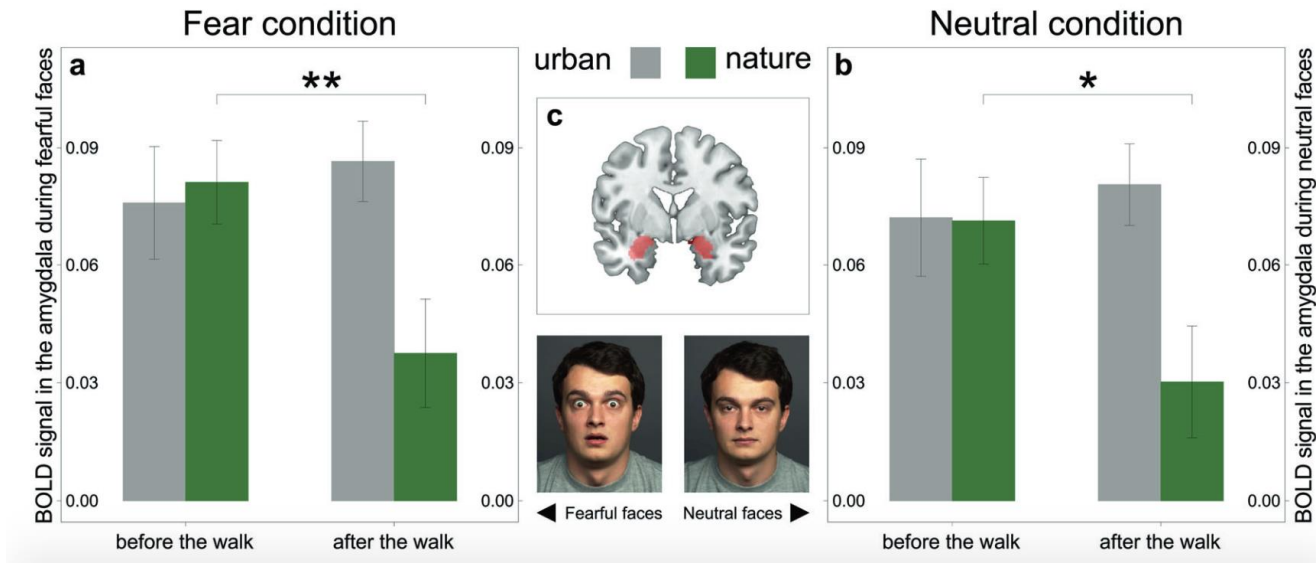 Fear condition
Neutral condition
BOLD signal in the amygdala during fearful faces
a
**
0.09
0.06
0.03
0.00
0.09
0.06
0.03
0.00
before the walk
after the walk
urban nature
c
Fearful faces
Neutral faces
b
*
0.09
0.06
0.03
0.00
0.09
0.06
0.03
0.00
before the walk
after the walk
BOLD signal in the amygdala during neutral faces